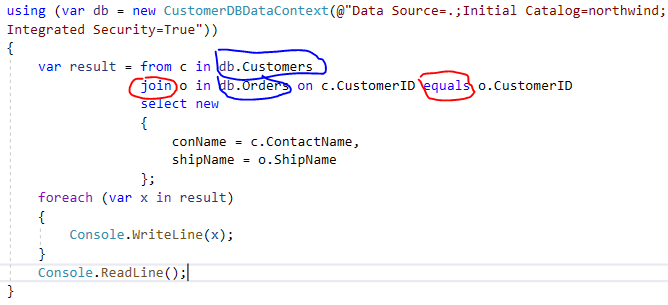 using (var db = new CustomerDBDataContext(@"Data Source=.;Initial Catalog=northwind;
Integrated Security=True"))
{
var result = from c in db.Customers
join o in db.Orders on c.CustomerID equals o.CustomerID
select new
{
conName = c.ContactName,
shipName = o.ShipName
};
foreach (var x in result)
{
Console.WriteLine(x);
}
Console.ReadLine();
}